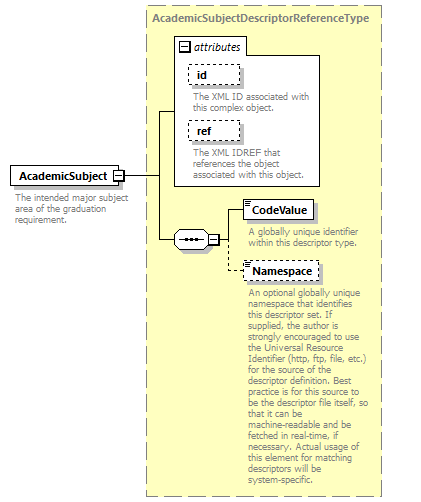 AcademicSubjectDescriptorReferenceType
attributes
id
The XML ID associated with
this complex object.
ref
The XML IDREF that
references the object
associated with this object.
AcademicSubject
The intended major subject
area of the graduation
requirement.
CodeValue
A globally unique identifier
within this descriptor type.
Namespace
An optional globally unique
namespace that identifies
this descriptor set. If
supplied, the author is
strongly encouraged to use
the Universal Resource
Identifier (http, ftp, file, etc.)
for the source of the
descriptor definition. Best
practice is for this source to
be the descriptor file itself, so
that it can be
machine-readable and be
fetched in real-time, if
necessary. Actual usage of
this element for matching
descriptors will be
system-specific.